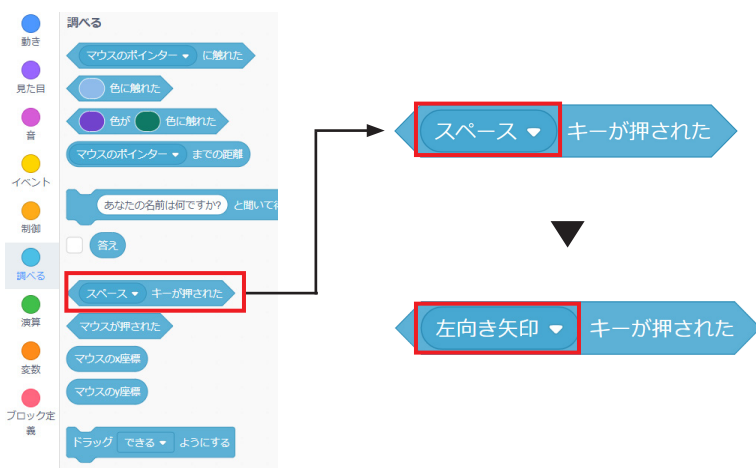 動き
見た目
音
イベント
制御
調べる
演算
変数
ブロック定
義
調べる
マウスのポインター に触れた
色に触れた
色が 色に触れた
マウスのポインター までの距離
あなたの名前は何ですか? と聞いて
答え
スペース キーが押された
マウスが押された
マウスのx座標
マウスのy座標
ドラッグ できる ようにする
スペース キーが押された
左向き矢印 キーが押された